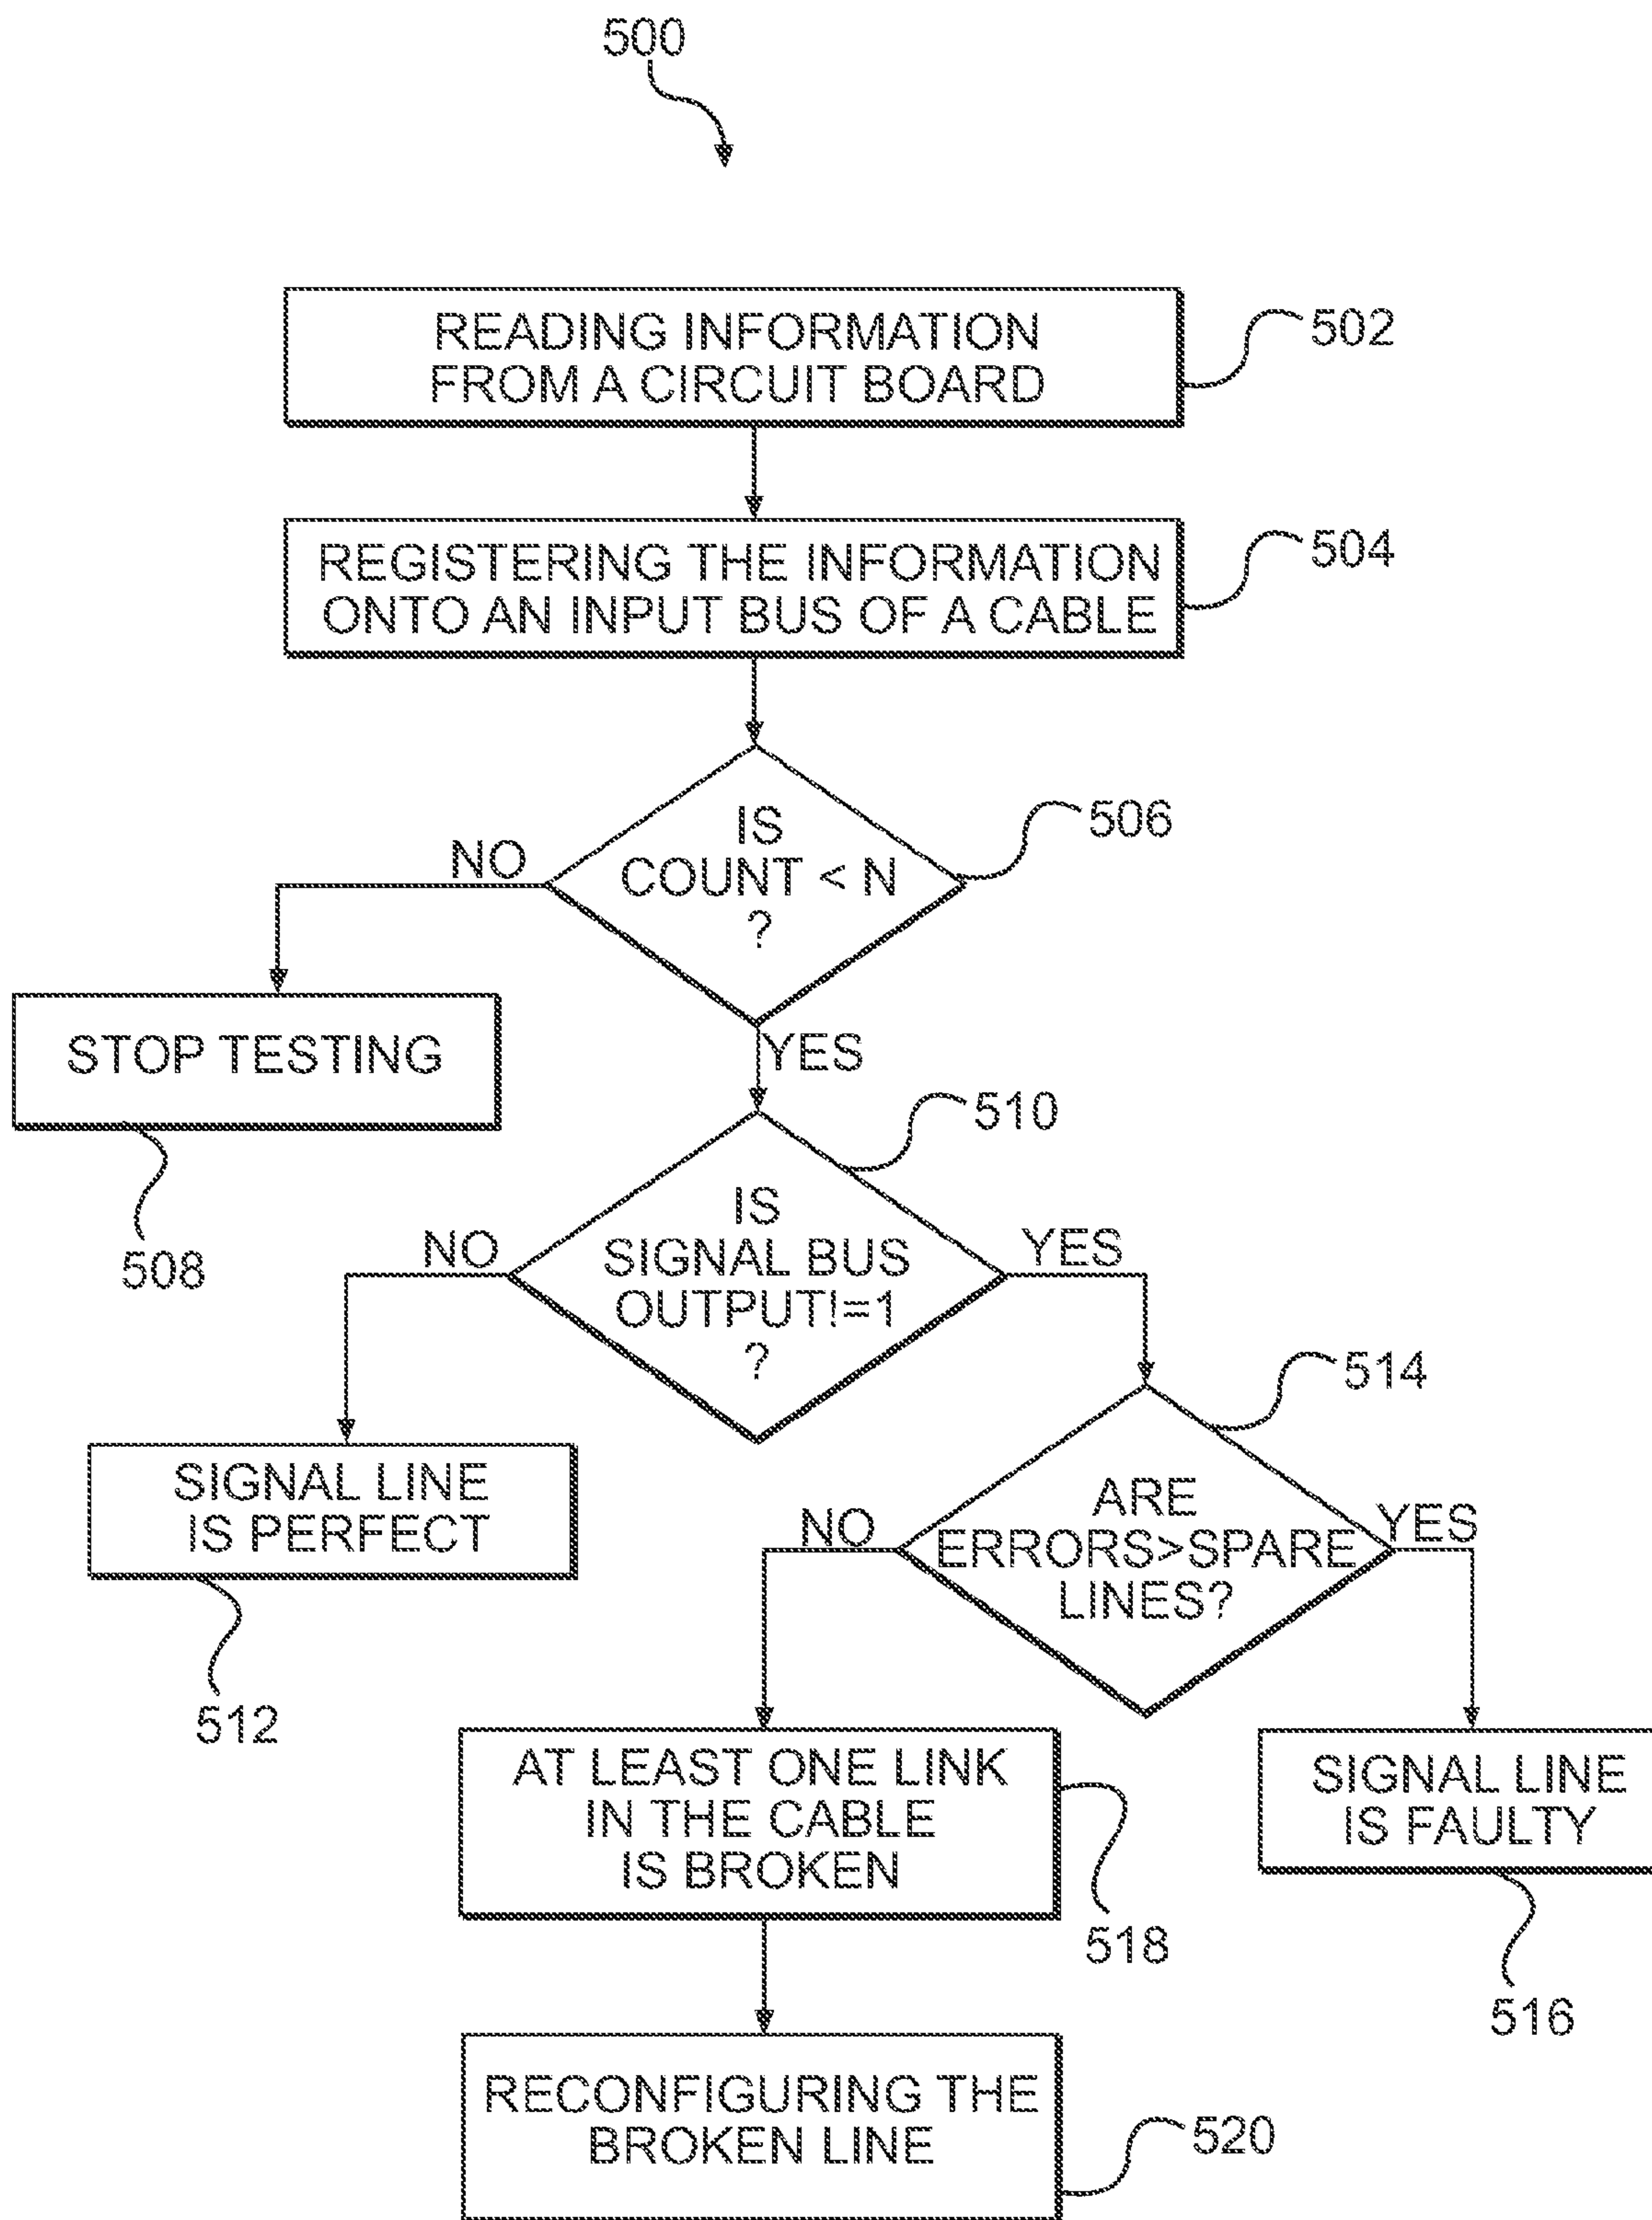 500
READING INFORMATION
FROM A CIRCUIT BOARD
502
REGISTERING THE INFORMATION
ONTO AN INPUT BUS OF A CABLE
504
IS
COUNT < N
?
506
NO
YES
STOP TESTING
508
510
IS
SIGNAL BUS
OUTPUT!=1
?
NO
YES
SIGNAL LINE
IS PERFECT
512
514
ARE
ERRORS>SPARE
LINES?
NO
YES
AT LEAST ONE LINK
IN THE CABLE
IS BROKEN
518
SIGNAL LINE
IS FAULTY
516
RECONFIGURING THE
BROKEN LINE
520